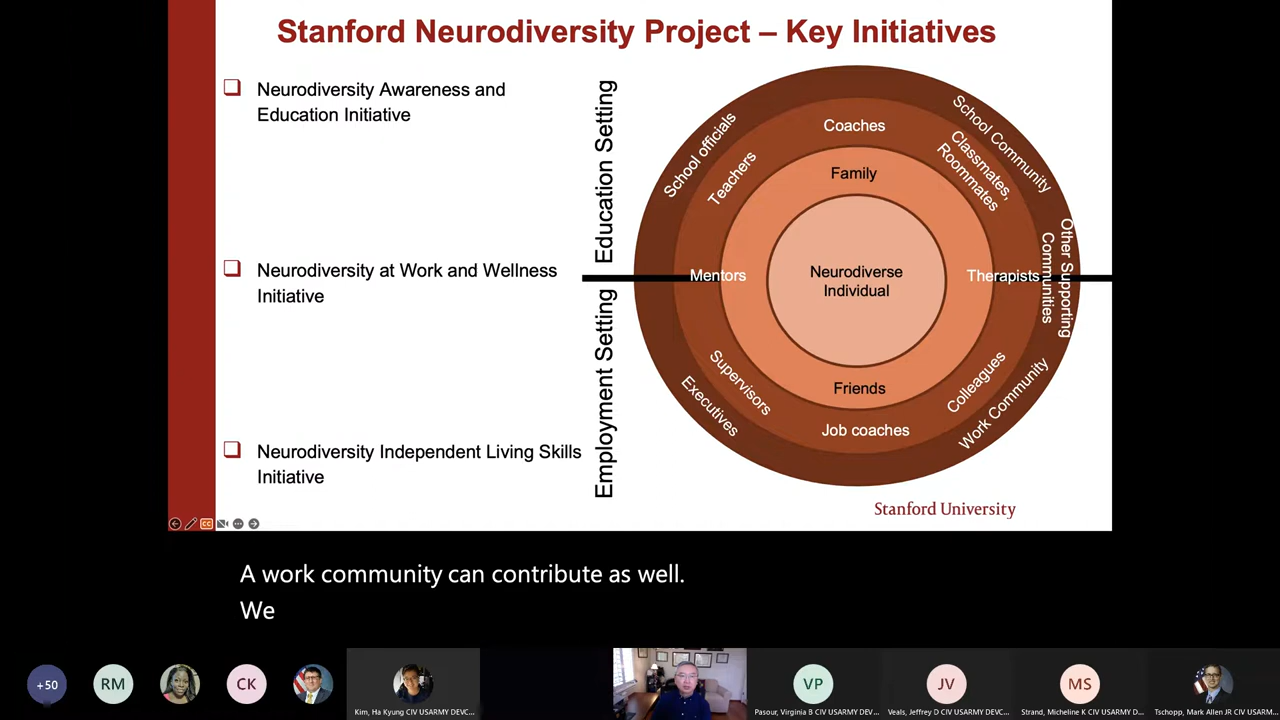 Stanford Neurodiversity Project – Key Initiatives
Neurodiversity Awareness and
Education Initiative
Neurodiversity at Work and Wellness
Initiative
Neurodiversity Independent Living Skills
Initiative
Education Setting
Employment Setting
School officials
Teachers
Coaches
Classmates,
Roommates
School Community
Family
Mentors
Neurodiverse
Individual
Therapists
Other Supporting
Communities
Friends
Supervisors
Executives
Job coaches
Colleagues
Work Community
Stanford University
CC
A work community can contribute as well.
We
+50
RM
CK
VP
JV
MS
Kim, Ha Kyung CIV USARMY DEVC...
Pasour, Virginia B CIV USARMY DEV...
Veals, Jeffrey D CIV USARMY DEVC...
Strand, Micheline K CIV USARMY D...
Tschopp, Mark Allen JR CIV USARM...